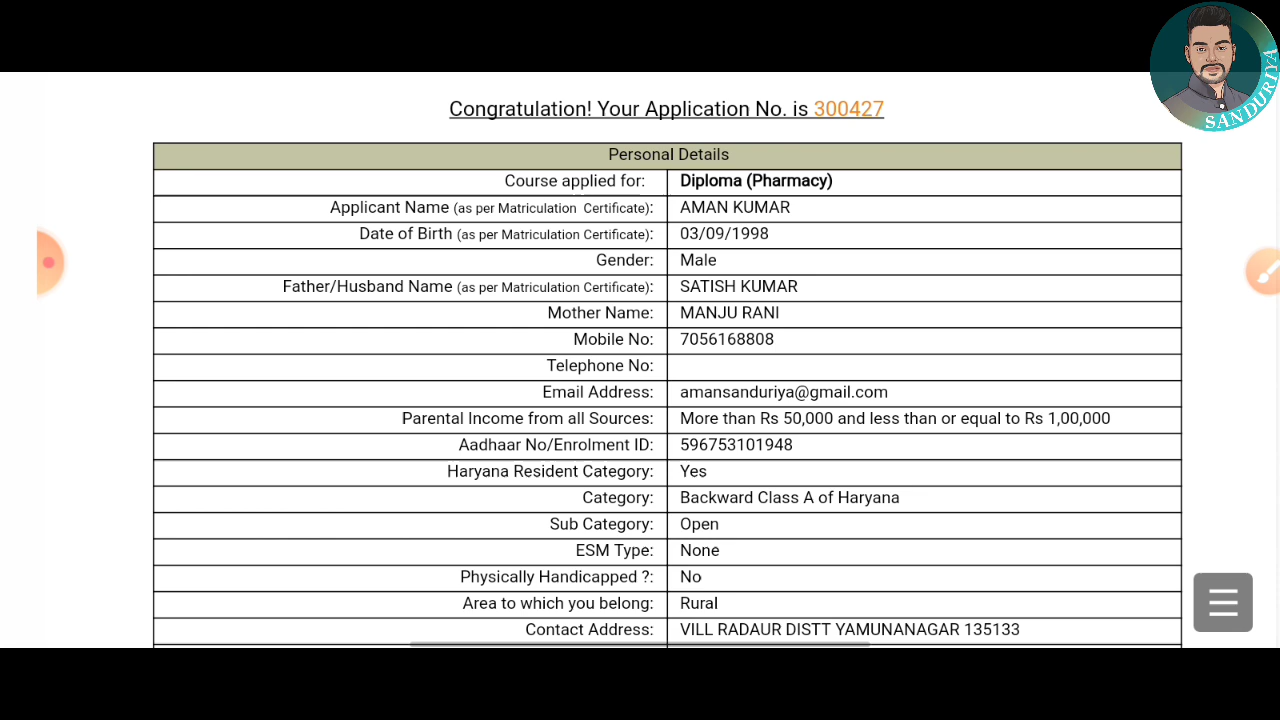 SANDURIYA
Congratulation! Your Application No. is 300427
Personal Details
Course applied for: Diploma (Pharmacy)
Applicant Name (as per Matriculation Certificate): AMAN KUMAR
Date of Birth (as per Matriculation Certificate): 03/09/1998
Gender: Male
Father/Husband Name (as per Matriculation Certificate): SATISH KUMAR
Mother Name: MANJU RANI
Mobile No: 7056168808
Telephone No:
Email Address: amansanduriya@gmail.com
Parental Income from all Sources: More than Rs 50,000 and less than or equal to Rs 1,00,000
Aadhaar No/Enrolment ID: 596753101948
Haryana Resident Category: Yes
Category: Backward Class A of Haryana
Sub Category: Open
ESM Type: None
Physically Handicapped ?: No
Area to which you belong: Rural
Contact Address: VILL RADAUR DISTT YAMUNANAGAR 135133